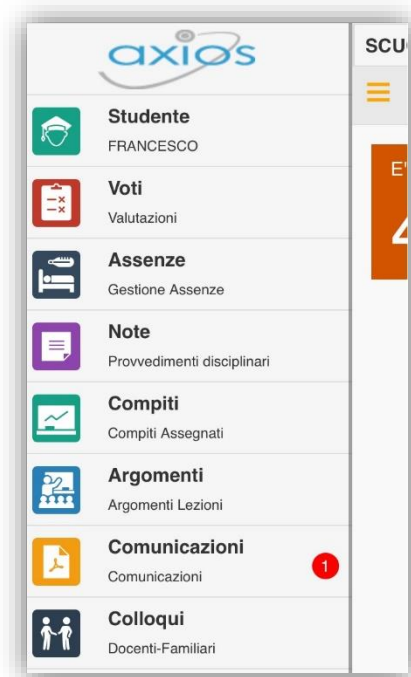 axios
SCU
Studente
FRANCESCO
E'
Voti
Valutazioni
4
Assenze
Gestione Assenze
Note
Provvedimenti disciplinari
Compiti
Compiti Assegnati
Argomenti
Argomenti Lezioni
Comunicazioni
Comunicazioni
1
Colloqui
Docenti-Familiari